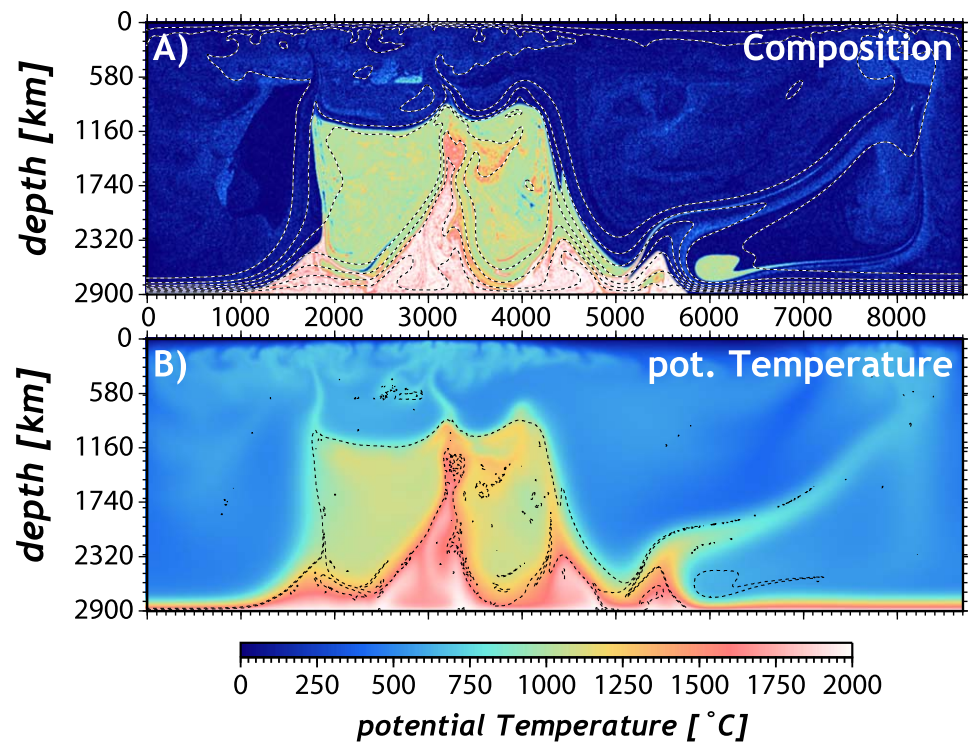 A) Composition
depth [km]
0
580
1160
1740
2320
2900
0 1000 2000 3000 4000 5000 6000 7000 8000
B) pot. Temperature
depth [km]
0
580
1160
1740
2320
2900
0 250 500 750 1000 1250 1500 1750 2000
potential Temperature [˚C]